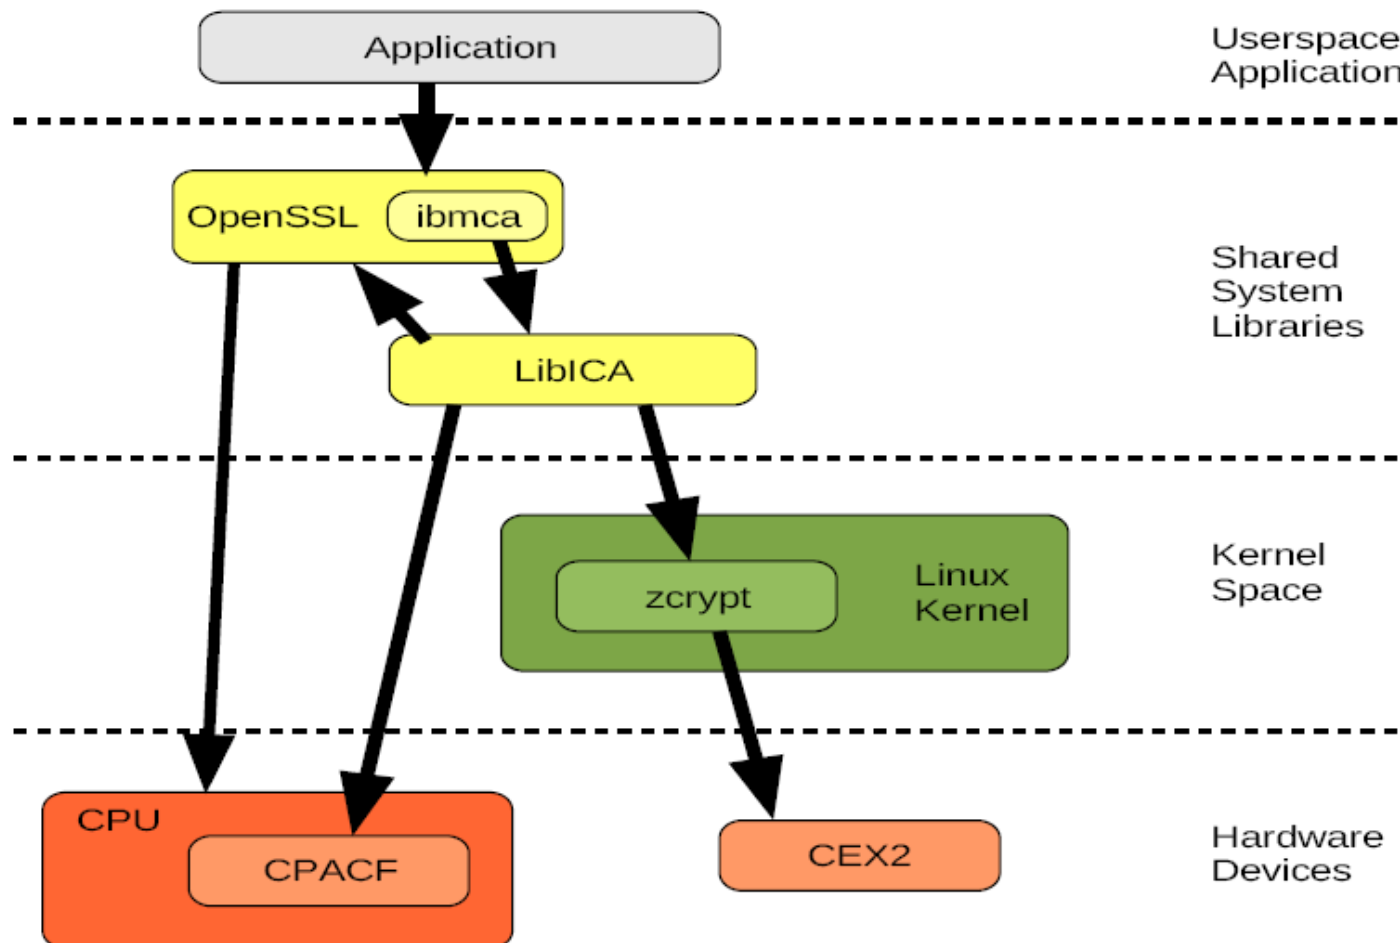 Application
Userspace
Application
OpenSSL
ibmca
Shared
System
Libraries
LibICA
Linux
Kernel
zcrypt
Kernel
Space
CPU
CPACF
CEX2
Hardware
Devices